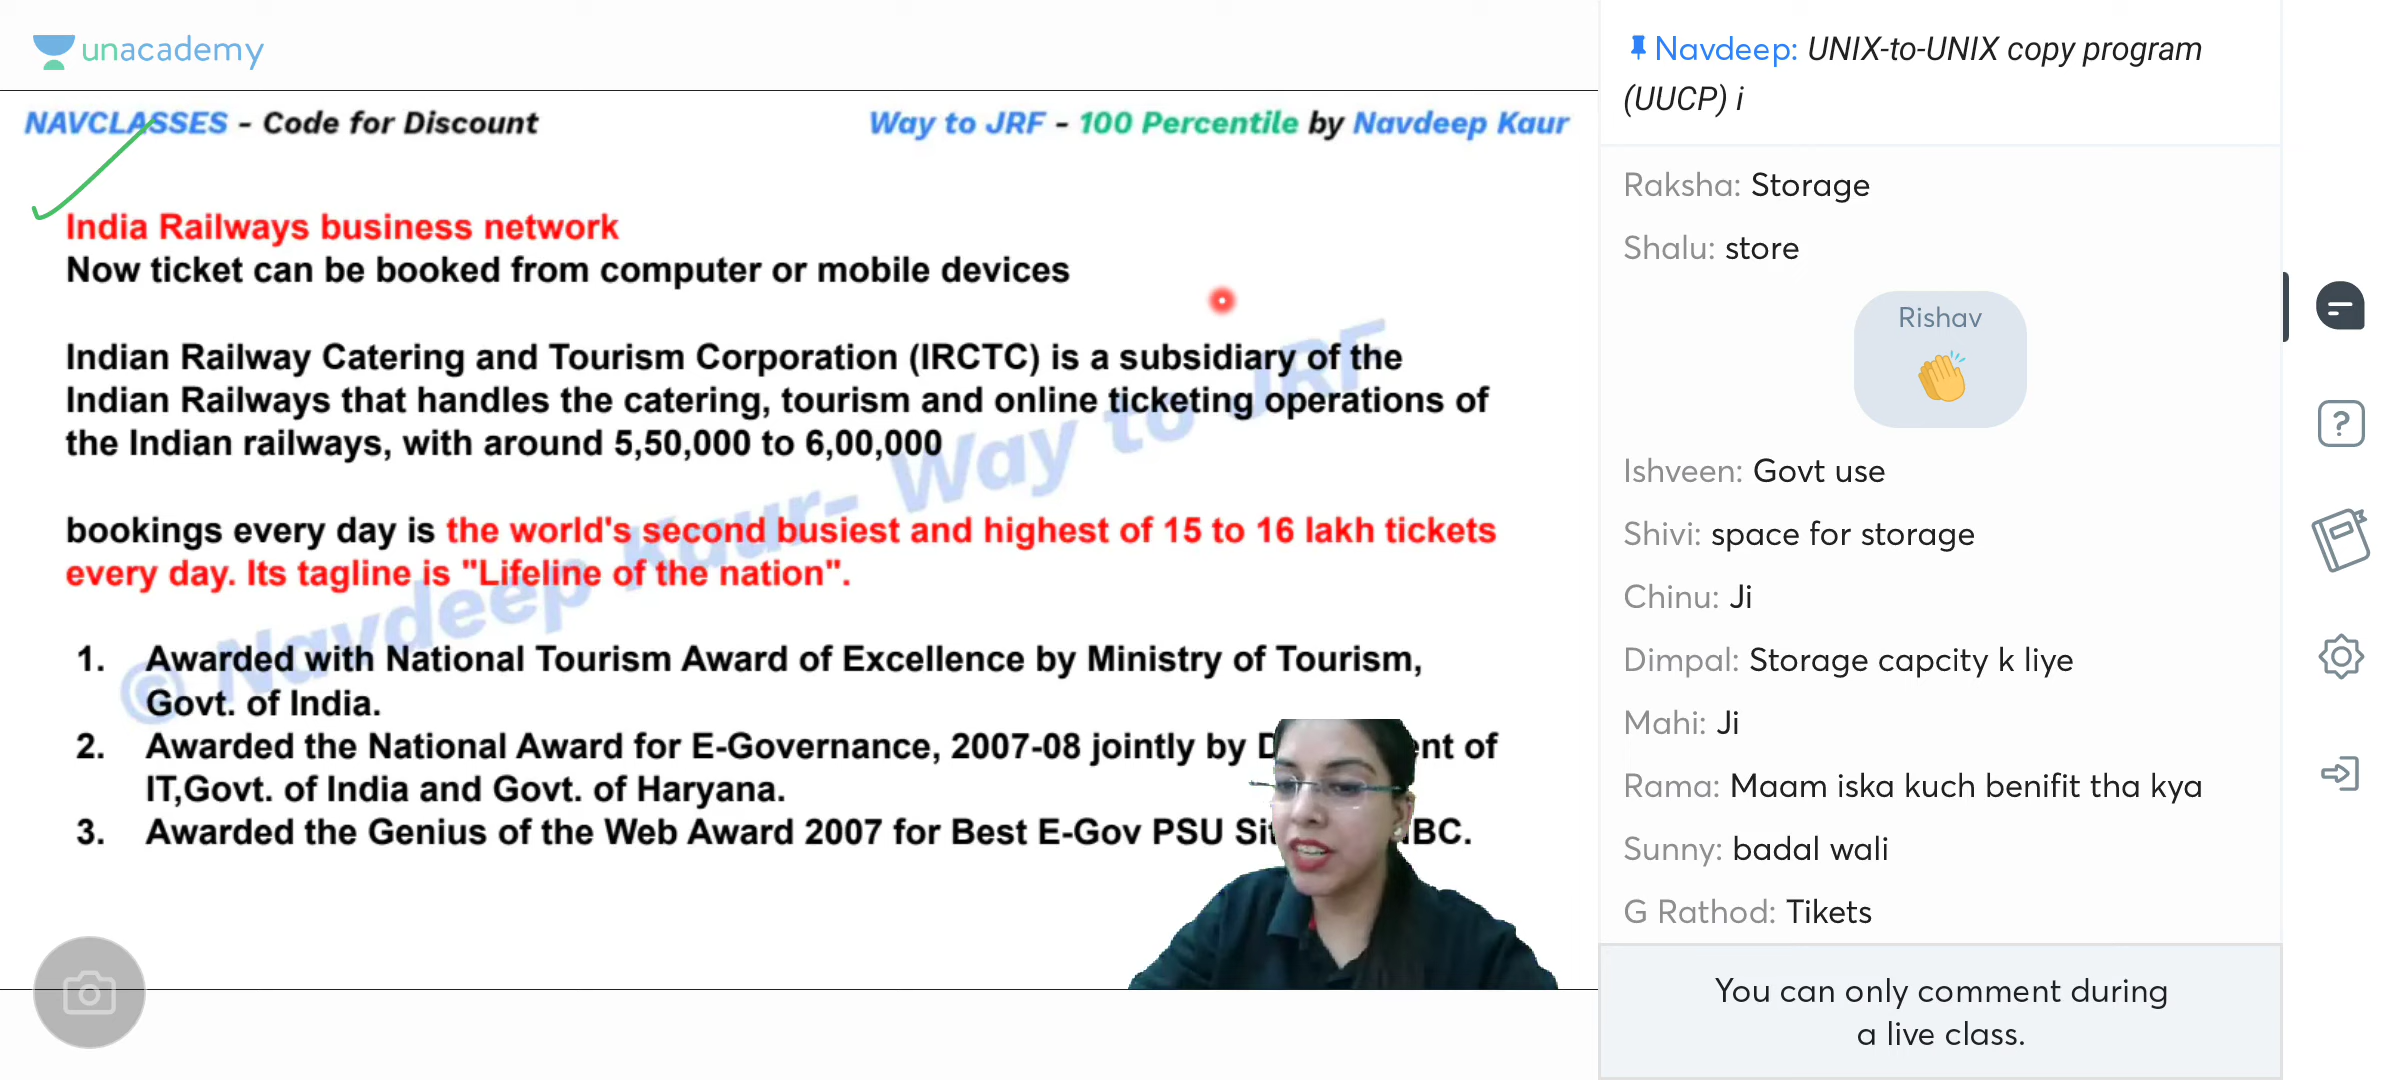 unacademy
NAVCLASSES - Code for Discount
Way to JRF - 100 Percentile by Navdeep Kaur
India Railways business network
Now ticket can be booked from computer or mobile devices
Indian Railway Catering and Tourism Corporation (IRCTC) is a subsidiary of the
Indian Railways that handles the catering, tourism and online ticketing operations of
the Indian railways, with around 5,50,000 to 6,00,000
bookings every day is the world's second busiest and highest of 15 to 16 lakh tickets
every day. Its tagline is "Lifeline of the nation".
1. Awarded with National Tourism Award of Excellence by Ministry of Tourism,
Govt. of India.
2. Awarded the National Award for E-Governance, 2007-08 jointly by of
IT,Govt. of India and Govt. of Haryana.
3. Awarded the Genius of the Web Award 2007 for Best E-Gov PSU
© Navdeep Kaur- Way to JRF
Navdeep: UNIX-to-UNIX copy program
(UUCP) i
Raksha: Storage
Shalu: store
Rishav
Ishveen: Govt use
Shivi: space for storage
Chinu: Ji
Dimpal: Storage capcity k liye
Mahi: Ji
Rama: Maam iska kuch benifit tha kya
Sunny: badal wali
G Rathod: Tikets
You can only comment during
a live class.